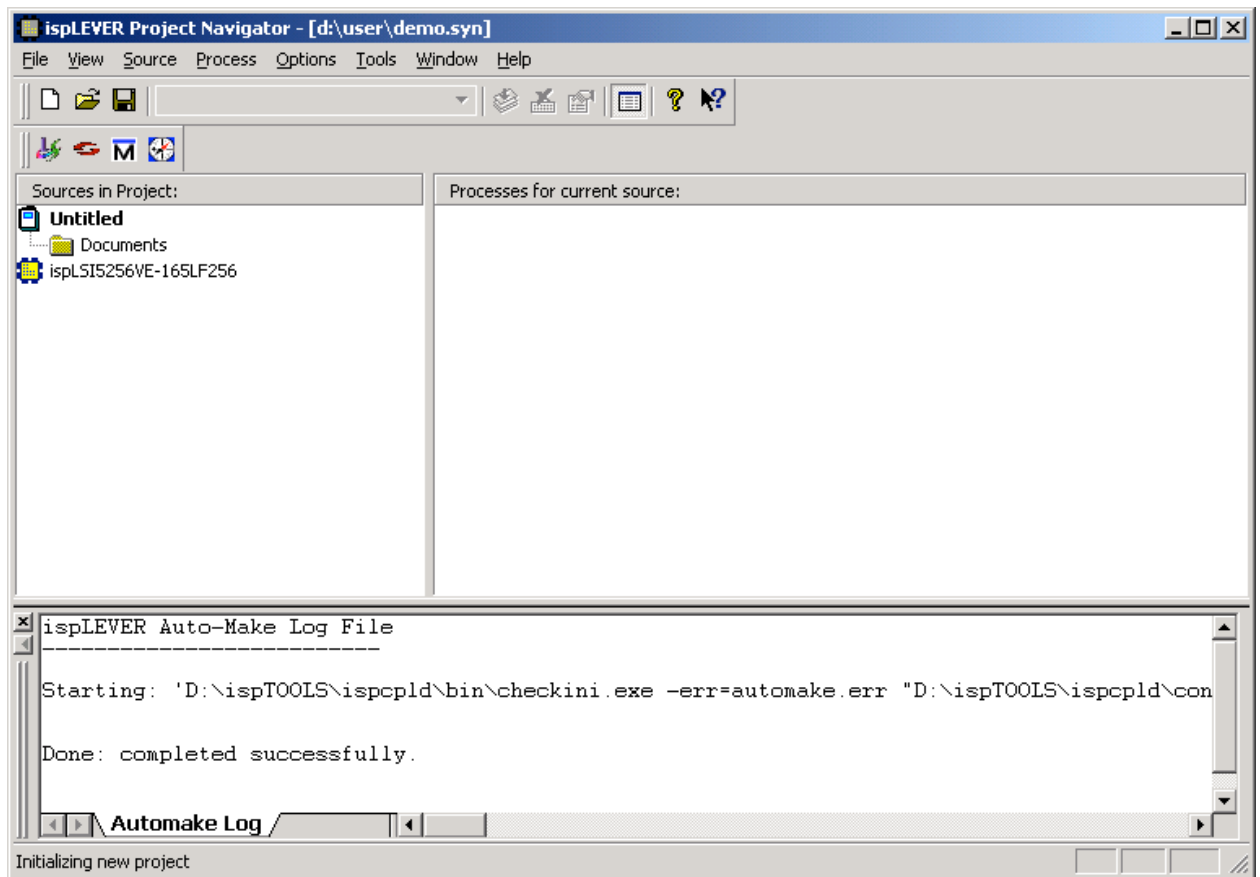 ispLEVER Project Navigator - [d:\user\demo.syn]
File View Source Process Options Tools Window Help
Sources in Project:
Processes for current source:
Untitled
Documents
ispLSI5256VE-165LF256
ispLEVER Auto-Make Log File
---------------------------
Starting: 'D:\ispTOOLS\ispcpld\bin\checkini.exe -err=automake.err "D:\ispTOOLS\ispcpld\con
Done: completed successfully.
Automake Log
Initializing new project